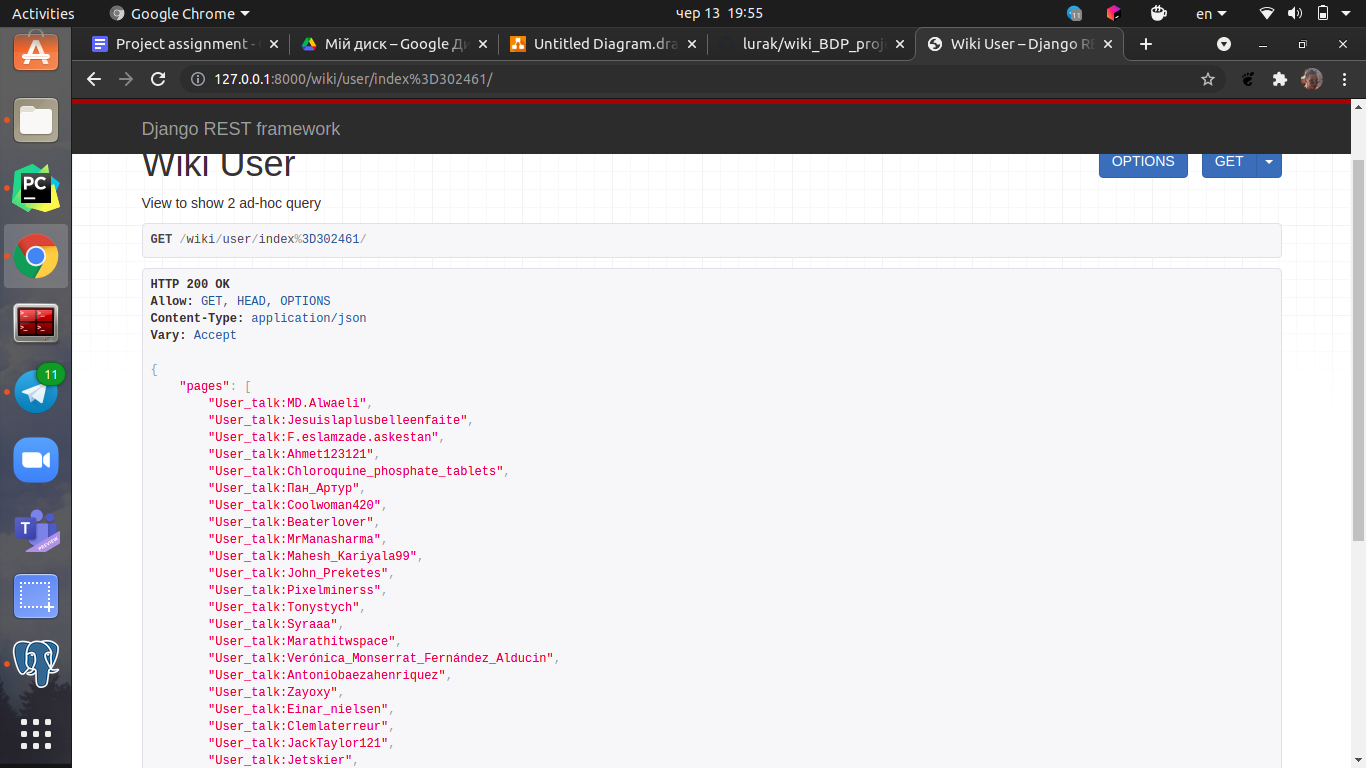 Activities Google Chrome чер 13 19:55 en
Project assignment - Мій диск – Google Ди Untitled Diagram.dra lurak/wiki_BDP_proj Wiki User – Django RE
127.0.0.1:8000/wiki/user/index%3D302461/
Django REST framework
Wiki User
OPTIONS GET
View to show 2 ad-hoc query
GET /wiki/user/index%3D302461/
HTTP 200 OK
Allow: GET, HEAD, OPTIONS
Content-Type: application/json
Vary: Accept
{
"pages": [
"User_talk:MD.Alwaeli",
"User_talk:Jesuislaplusbelleenfaite",
"User_talk:F.eslamzade.askestan",
"User_talk:Ahmet123121",
"User_talk:Chloroquine_phosphate_tablets",
"User_talk:Пан_Артур",
"User_talk:Coolwoman420",
"User_talk:Beaterlover",
"User_talk:MrManasharma",
"User_talk:Mahesh_Kariyala99",
"User_talk:John_Preketes",
"User_talk:Pixelminerss",
"User_talk:Tonystych",
"User_talk:Syraaa",
"User_talk:Marathitwspace",
"User_talk:Verónica_Monserrat_Fernández_Alducin",
"User_talk:Antoniobaezahenriquez",
"User_talk:Zayoxy",
"User_talk:Einar_nielsen",
"User_talk:Clemlaterreur",
"User_talk:JackTaylor121",
"User_talk:Jetskier",
PC
11
T
PREVIEW